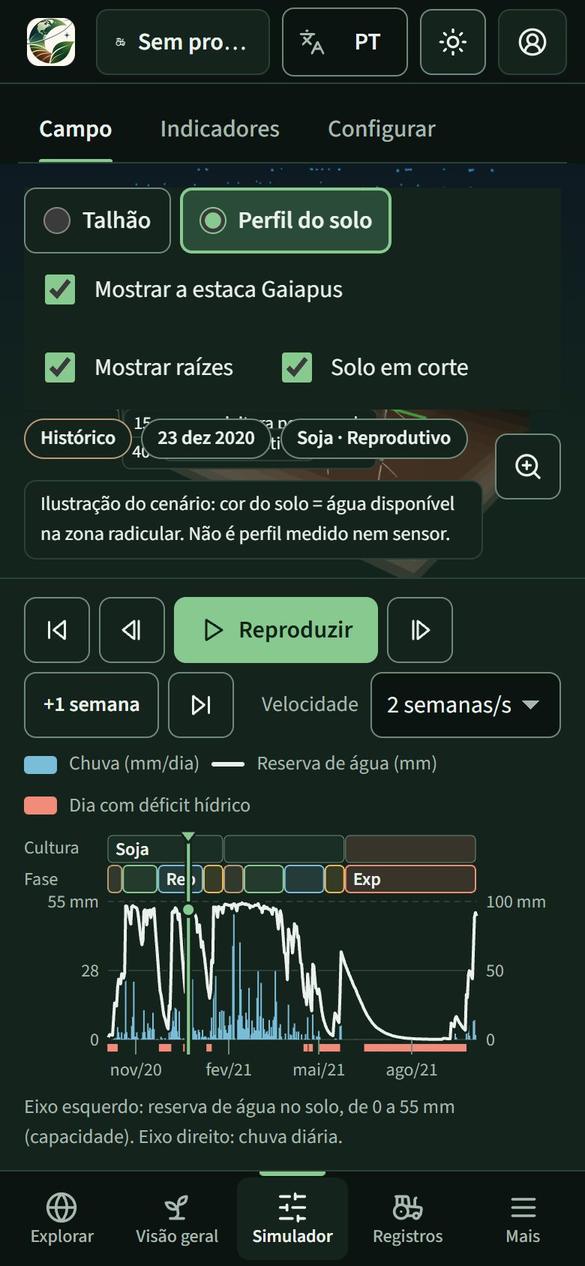 Sem pro...
PT
Campo
Indicadores
Configurar
Talhão
Perfil do solo
Mostrar a estaca Gaiapus
Mostrar raízes
Solo em corte
15
40
Histórico
23 dez 2020
Soja · Reprodutivo
Ilustração do cenário: cor do solo = água disponível
na zona radicular. Não é perfil medido nem sensor.
Reproduzir
+1 semana
Velocidade
2 semanas/s
Chuva (mm/dia)
Reserva de água (mm)
Dia com déficit hídrico
Cultura
Soja
Fase
Rep
Exp
55 mm
100 mm
28
50
0
0
nov/20
fev/21
mai/21
ago/21
Eixo esquerdo: reserva de água no solo, de 0 a 55 mm
(capacidade). Eixo direito: chuva diária.
Explorar
Visão geral
Simulador
Registros
Mais